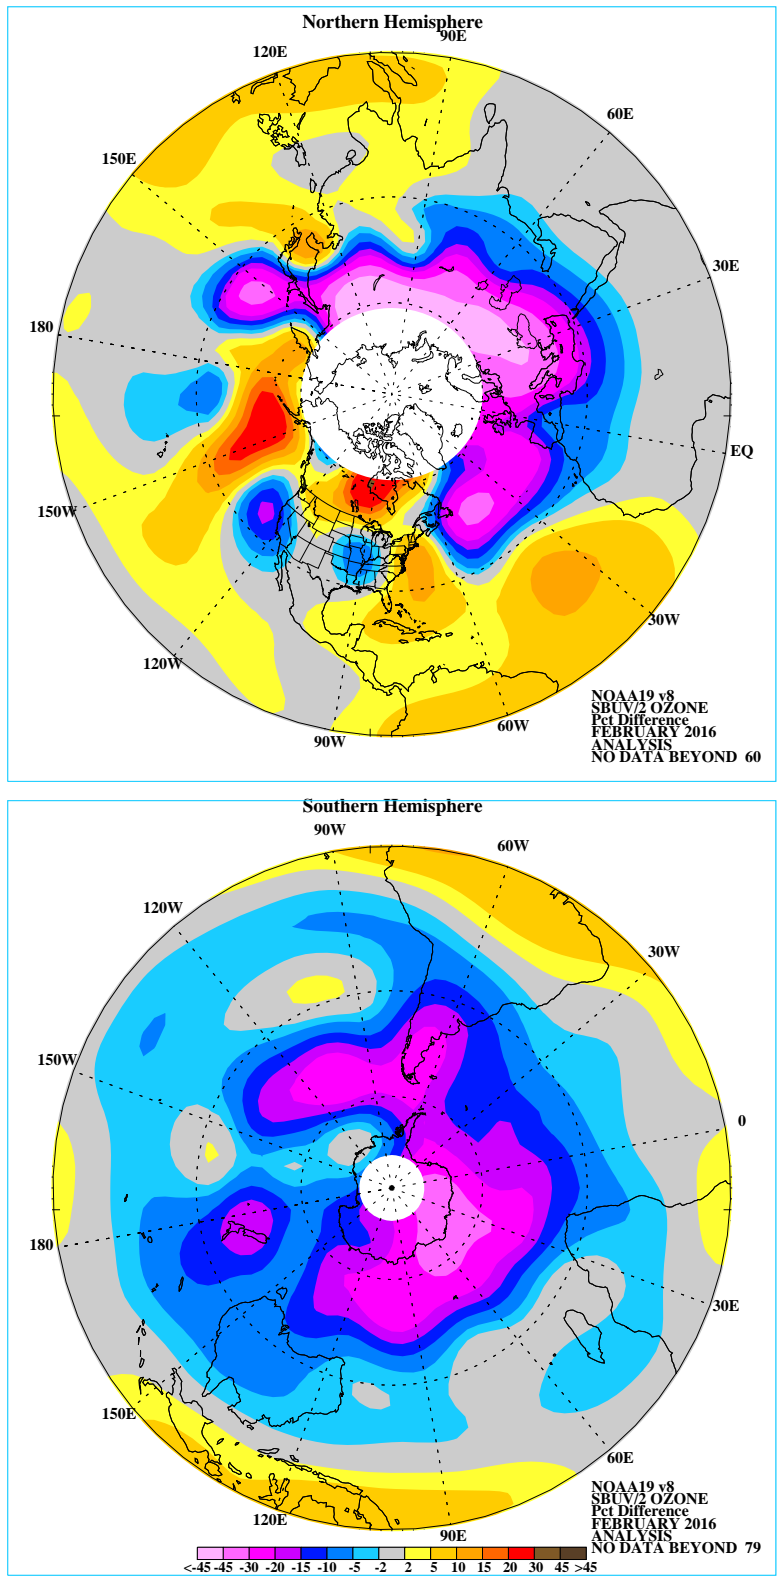 Northern Hemisphere
90E
120E
60E
150E
30E
180
EQ
150W
30W
120W
60W
90W
NOAA19 v8
SBUV/2 OZONE
Pct Difference
FEBRUARY 2016
ANALYSIS
NO DATA BEYOND 60
Southern Hemisphere
90W
60W
120W
30W
150W
0
180
30E
150E
60E
120E
90E
NOAA19 v8
SBUV/2 OZONE
Pct Difference
FEBRUARY 2016
ANALYSIS
NO DATA BEYOND 79
<-45 -45 -30 -20 -15 -10 -5 -2 2 5 10 15 20 30 45 >45